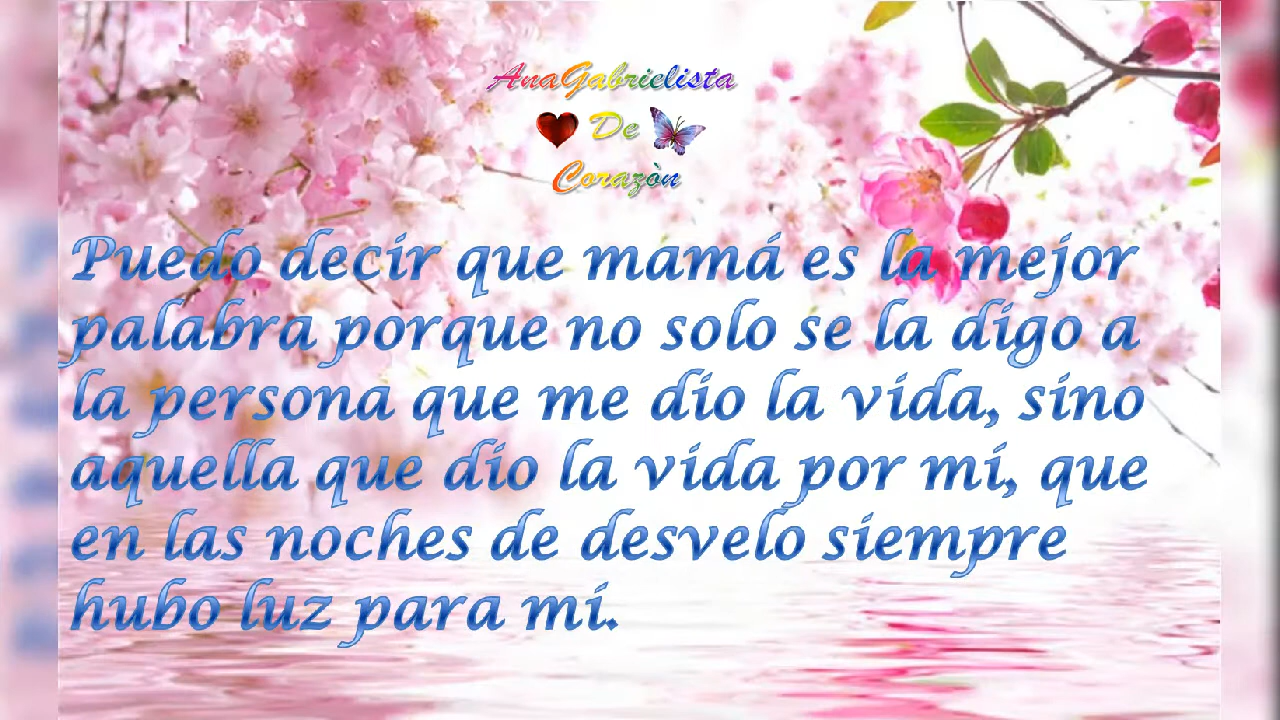 AnaGabrielista
De
Corazòn
Puedo decir que mamá es la mejor
palabra porque no solo se la digo a
la persona que me dio la vida, sino
aquella que dio la vida por mí, que
en las noches de desvelo siempre
hubo luz para mí.